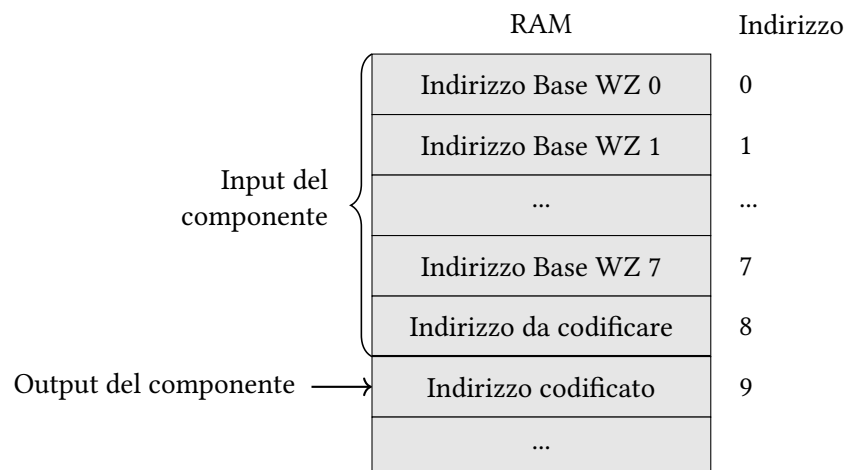 RAM Indirizzo
Indirizzo Base WZ 0 0
Indirizzo Base WZ 1 1
Input del
componente
... ...
Indirizzo Base WZ 7 7
Indirizzo da codificare 8
Output del componente Indirizzo codificato 9
...